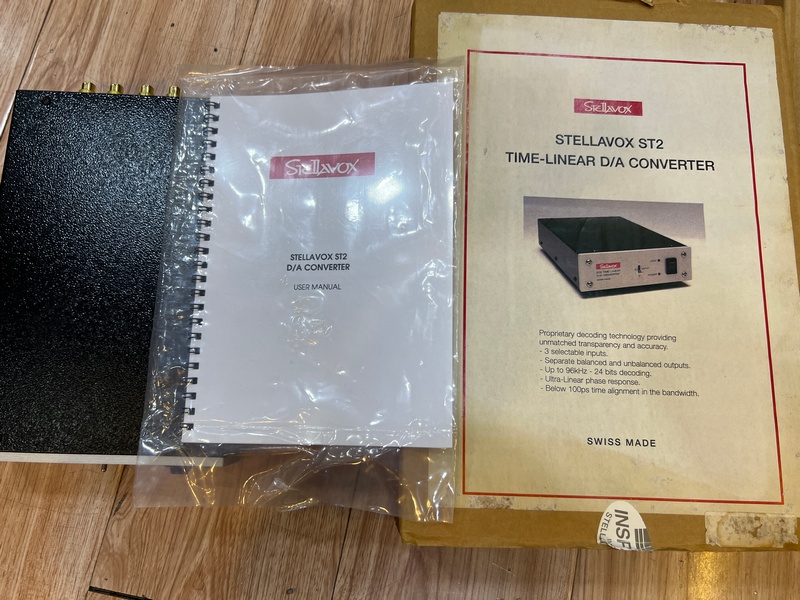 STELLAVOX
STELLAVOX ST2
D/A CONVERTER
USER MANUAL
STELLAVOX
STELLAVOX ST2
TIME-LINEAR D/A CONVERTER
Proprietary decoding technology providing
unmatched transparency and accuracy.
- 3 selectable inputs.
- Separate balanced and unbalanced outputs.
- Up to 96kHz - 24 bits decoding.
- Ultra-Linear phase response.
- Below 100ps time alignment in the bandwidth.
SWISS MADE